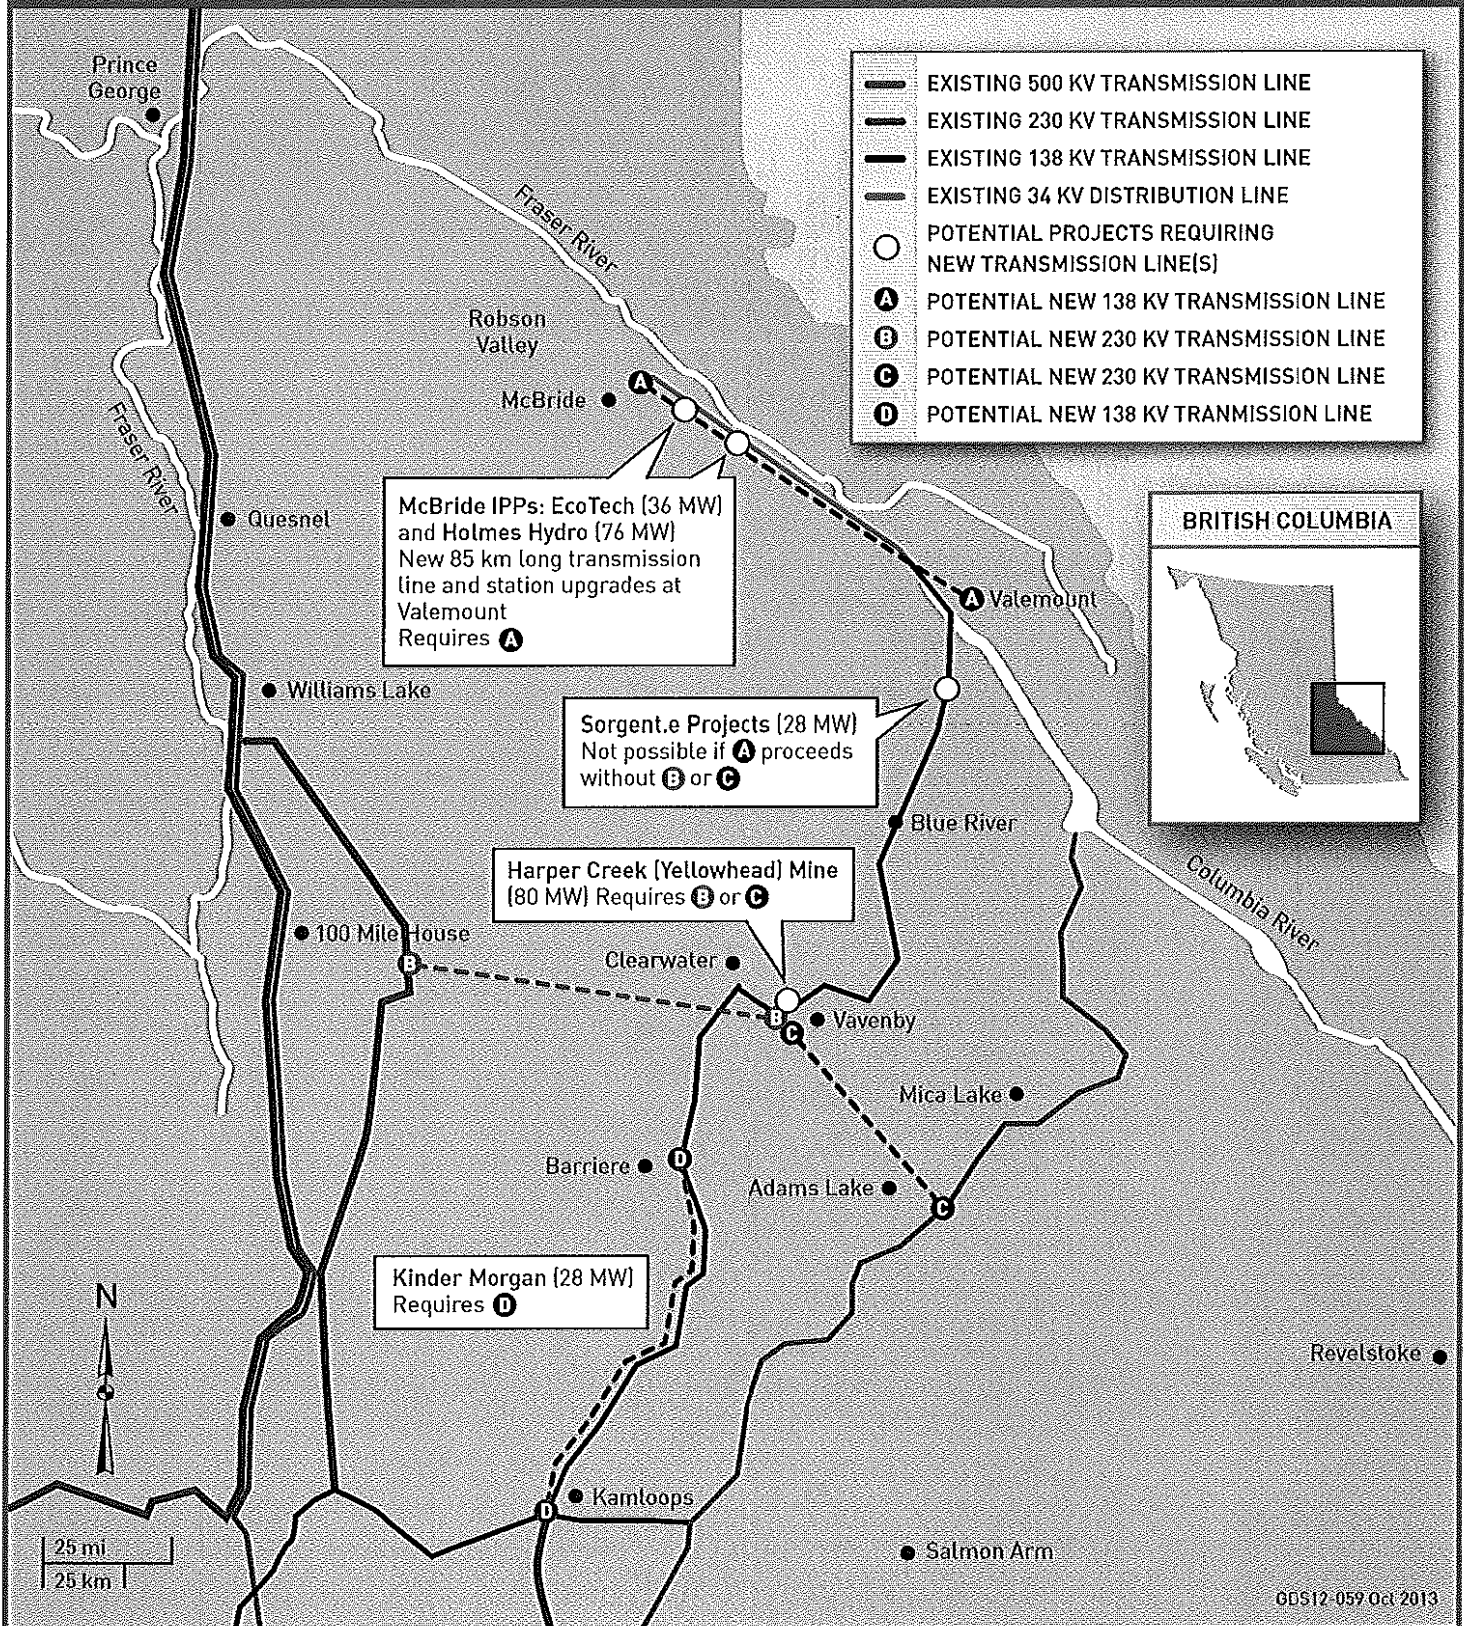 Prince
George
Fraser River
Robson
Valley
McBride
A
Fraser River
Quesnel
McBride IPPs: EcoTech (36 MW)
and Holmes Hydro (76 MW)
New 85 km long transmission
line and station upgrades at
Valemount
Requires A
A Valemount
Williams Lake
Sorgent.e Projects (28 MW)
Not possible if A proceeds
without B or C
Blue River
Harper Creek (Yellowhead) Mine
(80 MW) Requires B or C
100 Mile House
B
Clearwater
B
C
Vavenby
Columbia River
Mica Lake
Barriere
D
Adams Lake
C
Kinder Morgan (28 MW)
Requires D
N
Revelstoke
D
Kamloops
Salmon Arm
25 mi
25 km
EXISTING 500 KV TRANSMISSION LINE
EXISTING 230 KV TRANSMISSION LINE
EXISTING 138 KV TRANSMISSION LINE
EXISTING 34 KV DISTRIBUTION LINE
POTENTIAL PROJECTS REQUIRING
NEW TRANSMISSION LINE(S)
A POTENTIAL NEW 138 KV TRANSMISSION LINE
B POTENTIAL NEW 230 KV TRANSMISSION LINE
C POTENTIAL NEW 230 KV TRANSMISSION LINE
D POTENTIAL NEW 138 KV TRANMISSION LINE
BRITISH COLUMBIA
GDS12-059 Oct 2013